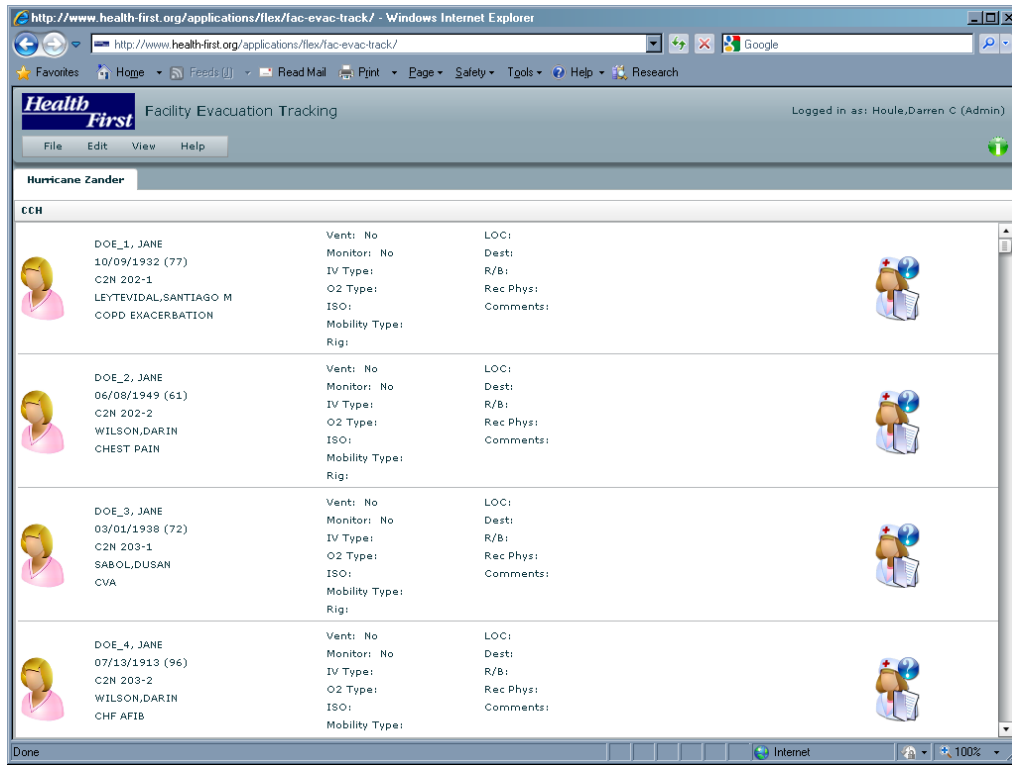 http://www.health-first.org/applications/flex/fac-evac-track/ - Windows Internet Explorer
http://www.health-first.org/applications/flex/fac-evac-track/
Google
Favorites Home Feeds (J) Read Mail Print Page Safety Tools Help Research
Health First
Facility Evacuation Tracking
Logged in as: Houle,Darren C (Admin)
File Edit View Help
Hurricane Zander
CCH
DOE_1, JANE
10/09/1932 (77)
C2N 202-1
LEYTEVIDAL,SANTIAGO M
COPD EXACERBATION
Vent: No
Monitor: No
IV Type:
O2 Type:
ISO:
Mobility Type:
Rig:
LOC:
Dest:
R/B:
Rec Phys:
Comments:
DOE_2, JANE
06/08/1949 (61)
C2N 202-2
WILSON,DARIN
CHEST PAIN
Vent: No
Monitor: No
IV Type:
O2 Type:
ISO:
Mobility Type:
Rig:
LOC:
Dest:
R/B:
Rec Phys:
Comments:
DOE_3, JANE
03/01/1938 (72)
C2N 203-1
SABOL,DUSAN
CVA
Vent: No
Monitor: No
IV Type:
O2 Type:
ISO:
Mobility Type:
Rig:
LOC:
Dest:
R/B:
Rec Phys:
Comments:
DOE_4, JANE
07/13/1913 (96)
C2N 203-2
WILSON,DARIN
CHF AFIB
Vent: No
Monitor: No
IV Type:
O2 Type:
ISO:
Mobility Type:
LOC:
Dest:
R/B:
Rec Phys:
Comments:
Done
Internet
100%